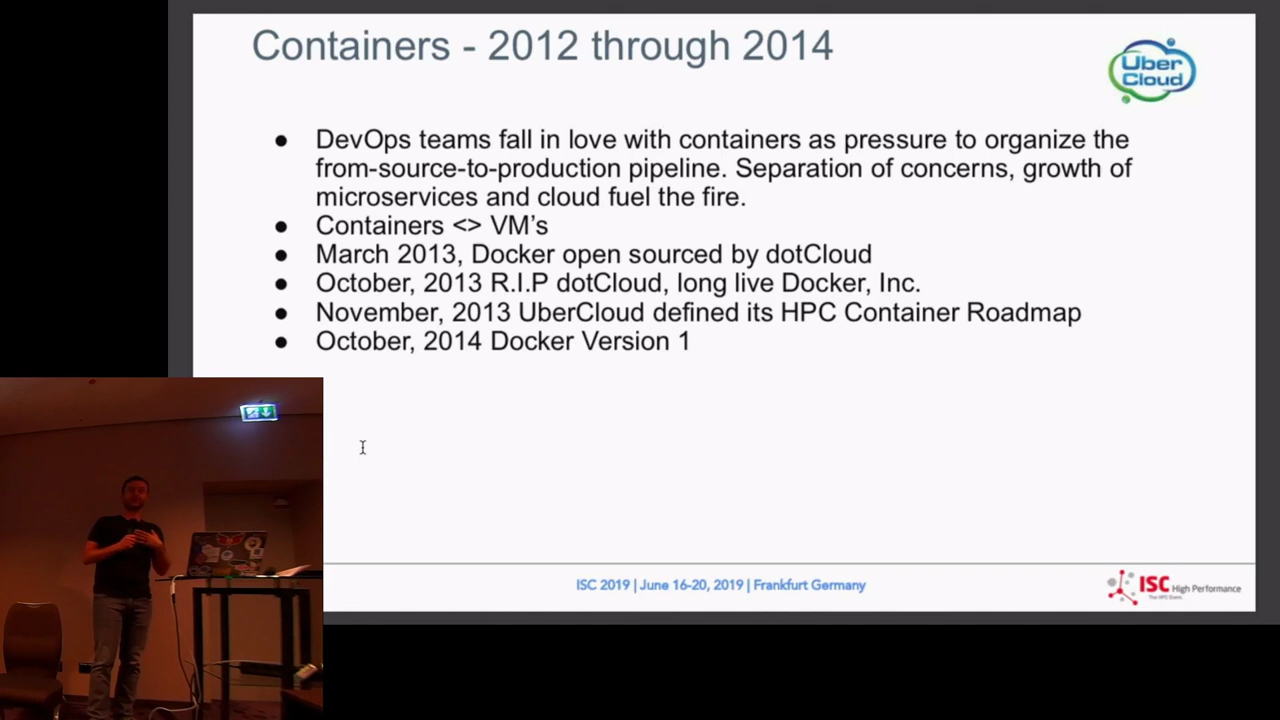 Containers - 2012 through 2014
Uber
Cloud
● DevOps teams fall in love with containers as pressure to organize the
from-source-to-production pipeline. Separation of concerns, growth of
microservices and cloud fuel the fire.
● Containers <> VM's
● March 2013, Docker open sourced by dotCloud
● October, 2013 R.I.P dotCloud, long live Docker, Inc.
● November, 2013 UberCloud defined its HPC Container Roadmap
● October, 2014 Docker Version 1
ISC 2019 | June 16-20, 2019 | Frankfurt Germany
ISC High Performance
The HPC Event.